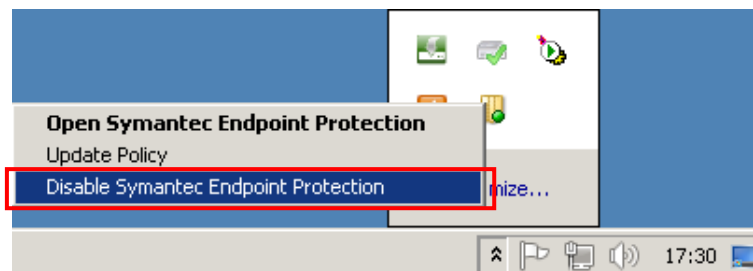 Open Symantec Endpoint Protection
Update Policy
Disable Symantec Endpoint Protection
mize...
17:30